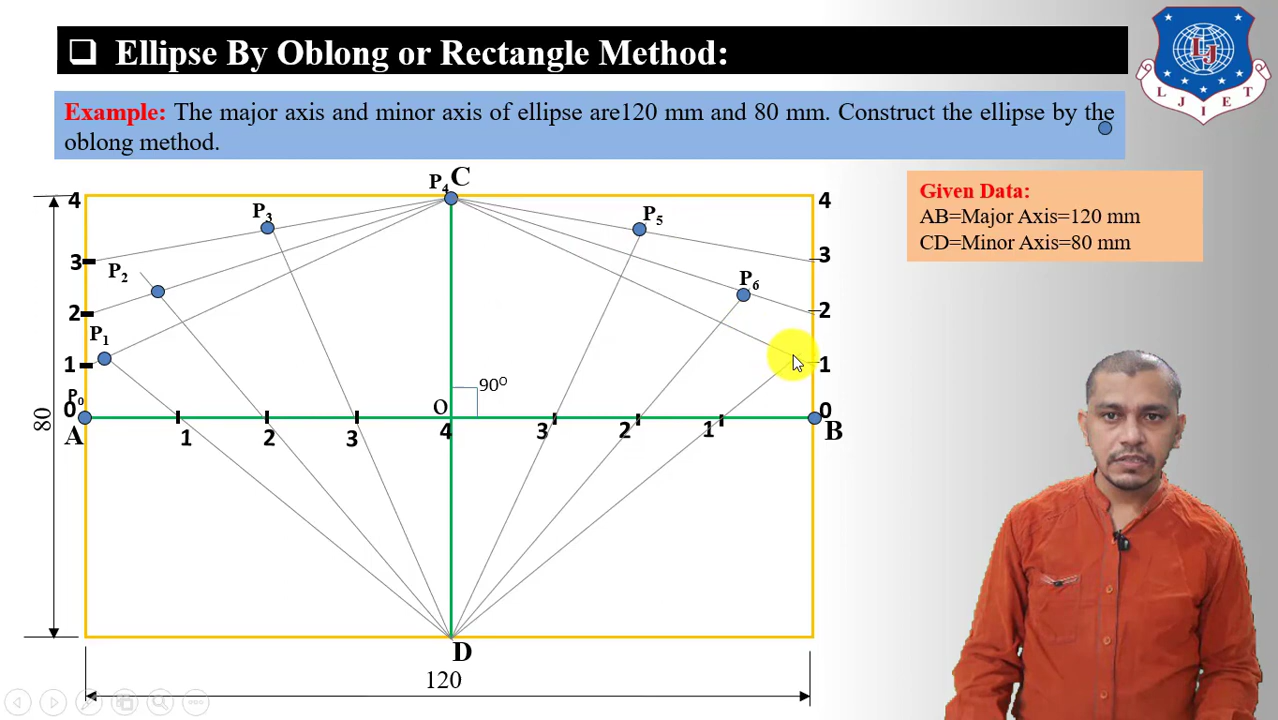 ❑ Ellipse By Oblong or Rectangle Method:
Example: The major axis and minor axis of ellipse are120 mm and 80 mm. Construct the ellipse by the
oblong method.
LJ
L J I E T
Given Data:
AB=Major Axis=120 mm
CD=Minor Axis=80 mm
P4 C
4 4
P3 P5
3 P2 3
P6
2 2
P1
1 1
90O
P0
0 O 0
A B
1 2 3 4 3 2 1
80
D
120